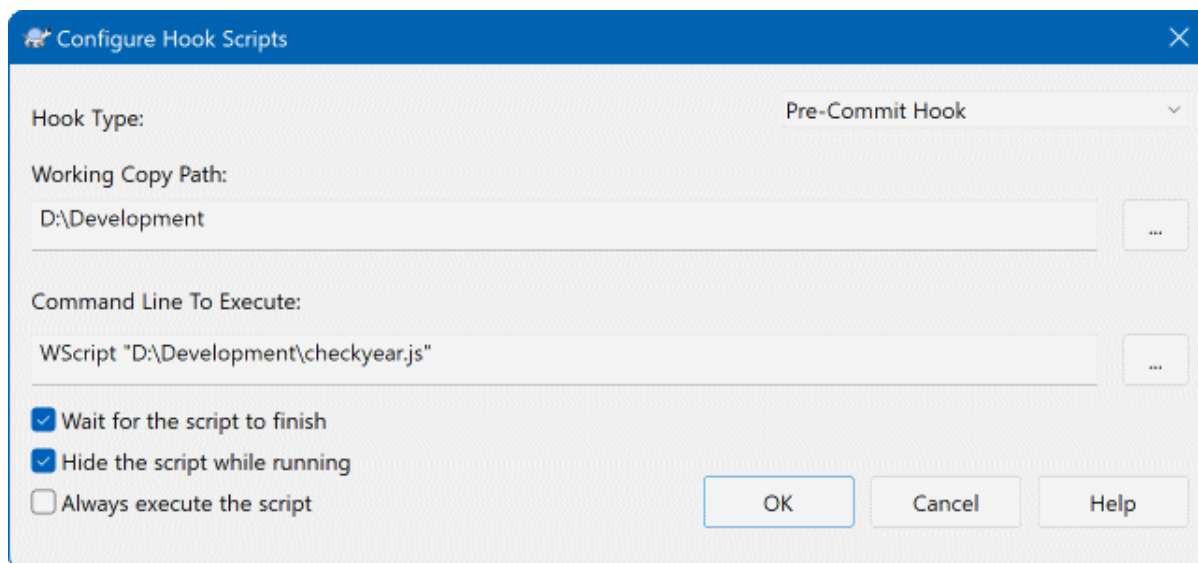 Configure Hook Scripts
Hook Type:
Pre-Commit Hook
Working Copy Path:
D:\Development
...
Command Line To Execute:
WScript "D:\Development\checkyear.js"
...
Wait for the script to finish
Hide the script while running
Always execute the script
OK
Cancel
Help